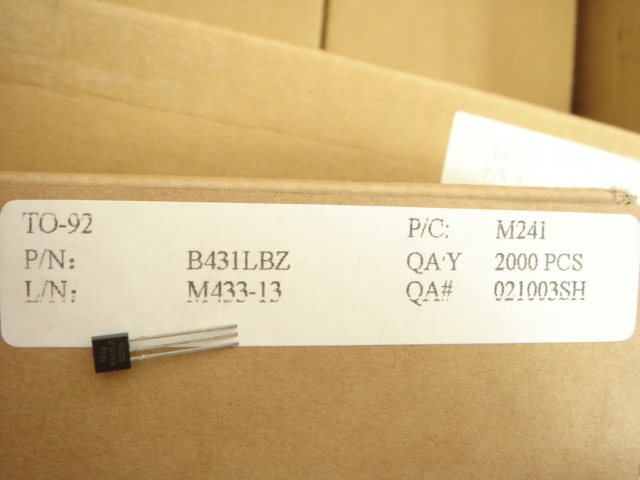 TO-92 P/C: M241
P/N: B431LBZ QA'Y 2000 PCS
L/N: M433-13 QA# 021003SH
P/N